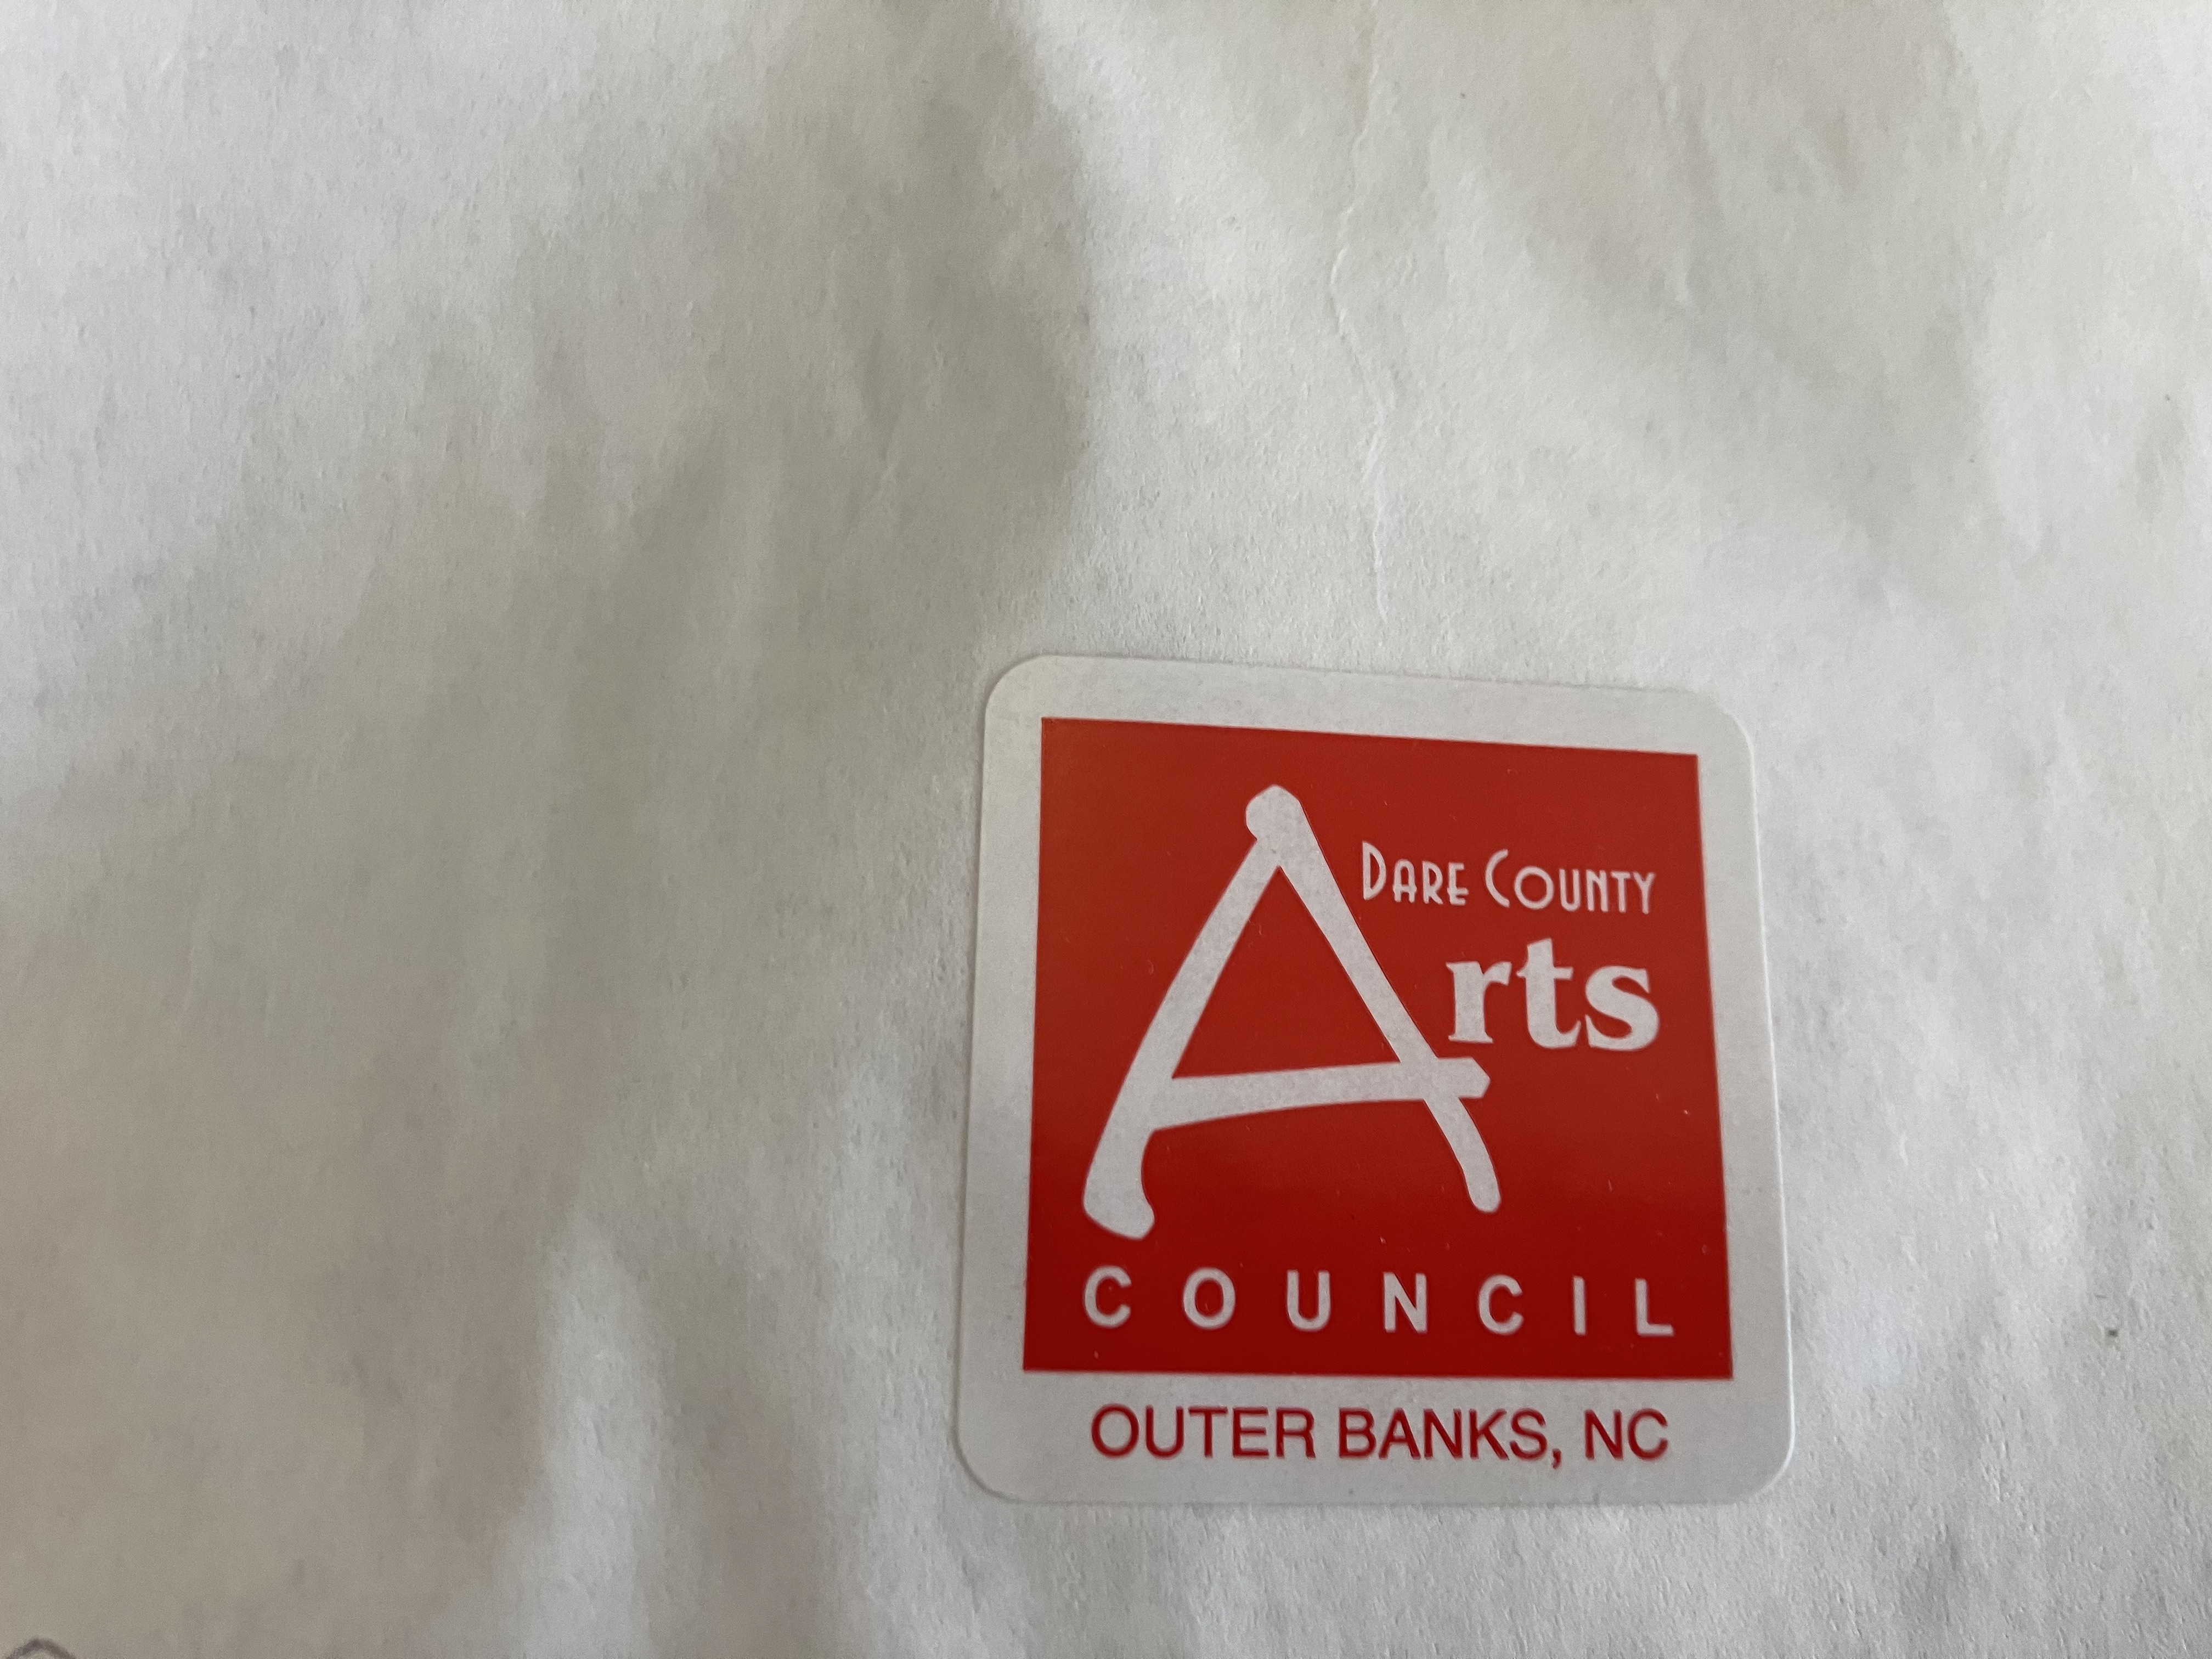 DARE COUNTY
Arts
COUNCIL
OUTER BANKS, NC